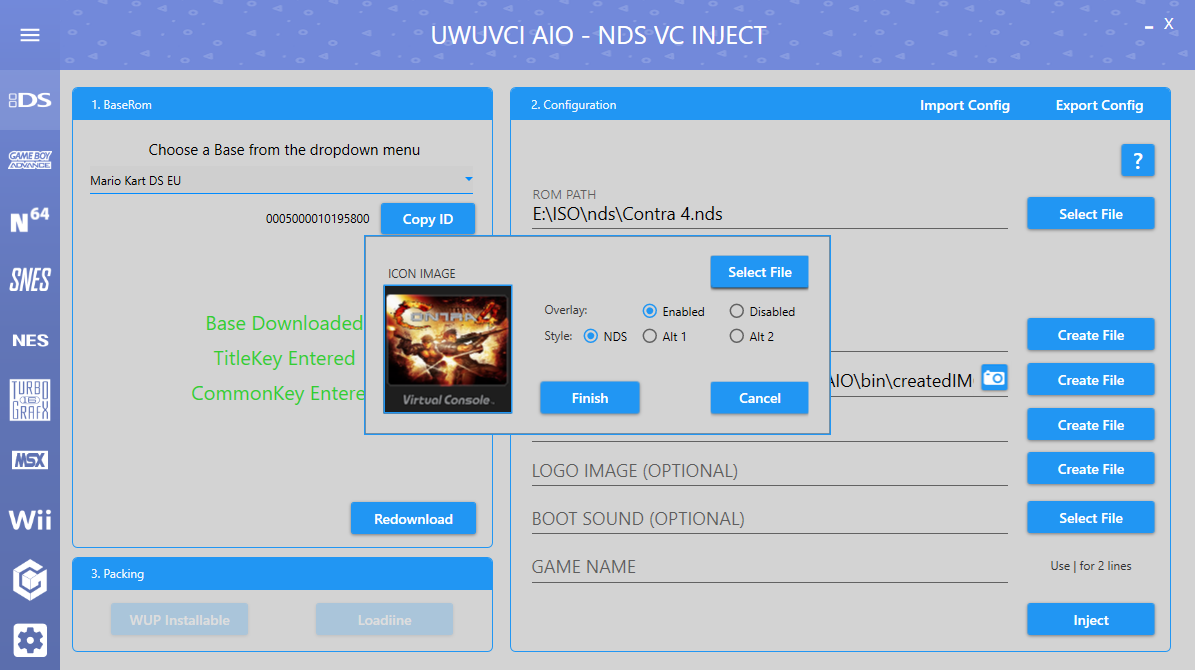 UWUVCI AIO - NDS VC INJECT
X
DS
GAME BOY
ADVANCE
N64
SNES
NES
TURBO
16
GRAFX
MSX
Wii
1. BaseRom
Choose a Base from the dropdown menu
Mario Kart DS EU
0005000010195800
Copy ID
Base Downloaded
TitleKey Entered
CommonKey Entere
Redownload
3. Packing
WUP Installable
Loadiine
2. Configuration
Import Config
Export Config
?
ROM PATH
E:\ISO\nds\Contra 4.nds
Select File
Create File
AIO\bin\createdIM
Create File
Create File
LOGO IMAGE (OPTIONAL)
Create File
BOOT SOUND (OPTIONAL)
Select File
GAME NAME
Use | for 2 lines
Inject
ICON IMAGE
Select File
CONTRA 4
Virtual Console™
Overlay:
Enabled
Disabled
Style:
NDS
Alt 1
Alt 2
Finish
Cancel